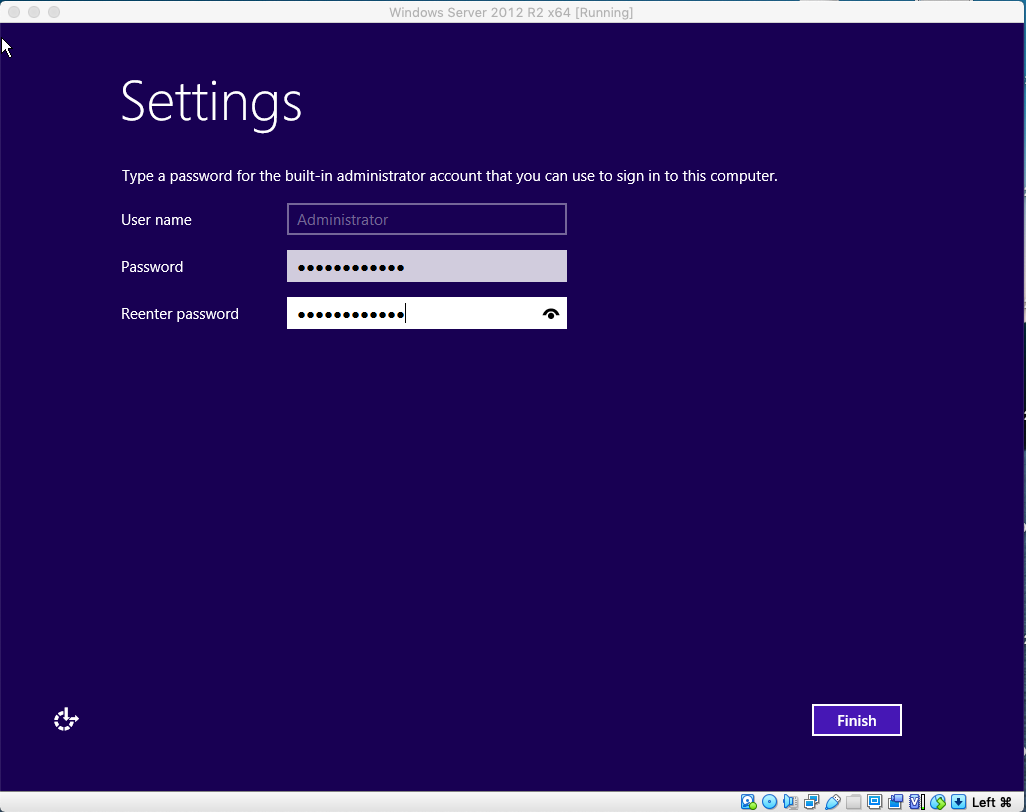 Windows Server 2012 R2 x64 [Running]
Settings
Type a password for the built-in administrator account that you can use to sign in to this computer.
User name
Administrator
Password
••••••••••••
Reenter password
••••••••••••
Finish
Left ⌘